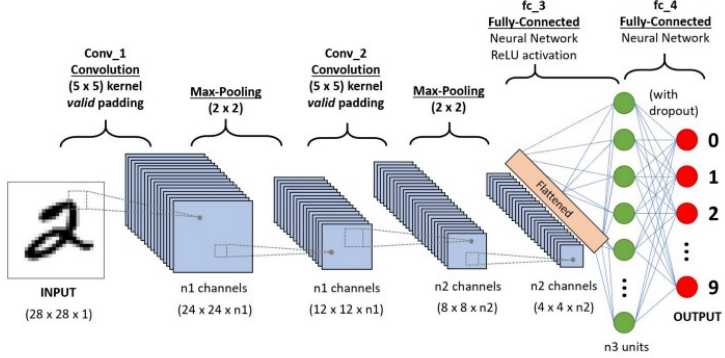 fc_3
Fully-Connected
Neural Network
ReLU activation
fc_4
Fully-Connected
Neural Network
Conv_1
Convolution
(5 x 5) kernel
valid padding
Max-Pooling
(2 x 2)
Conv_2
Convolution
(5 x 5) kernel
valid padding
Max-Pooling
(2 x 2)
(with
dropout)
Flattened
0
1
2
⋮
9
2
INPUT
(28 x 28 x 1)
n1 channels
(24 x 24 x n1)
n1 channels
(12 x 12 x n1)
n2 channels
(8 x 8 x n2)
n2 channels
(4 x 4 x n2)
n3 units
OUTPUT